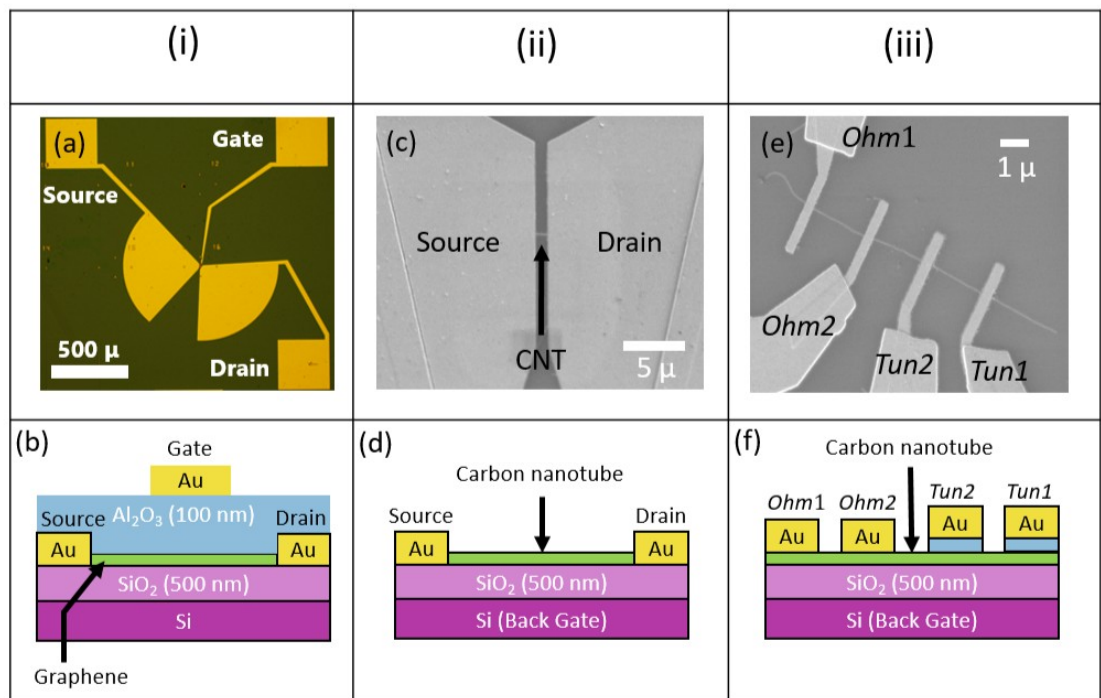 (i)
(ii)
(iii)
(a)
Gate
Source
Drain
500 μ
(c)
Source
Drain
CNT
5 μ
(e)
Ohm1
1 μ
Ohm2
Tun2
Tun1
(b)
Gate
Au
Source
Al₂O₃ (100 nm)
Drain
Au
Au
SiO₂ (500 nm)
Si
Graphene
(d)
Carbon nanotube
Source
Drain
Au
Au
SiO₂ (500 nm)
Si (Back Gate)
(f)
Carbon nanotube
Ohm1
Ohm2
Tun2
Tun1
Au
Au
Au
Au
SiO₂ (500 nm)
Si (Back Gate)